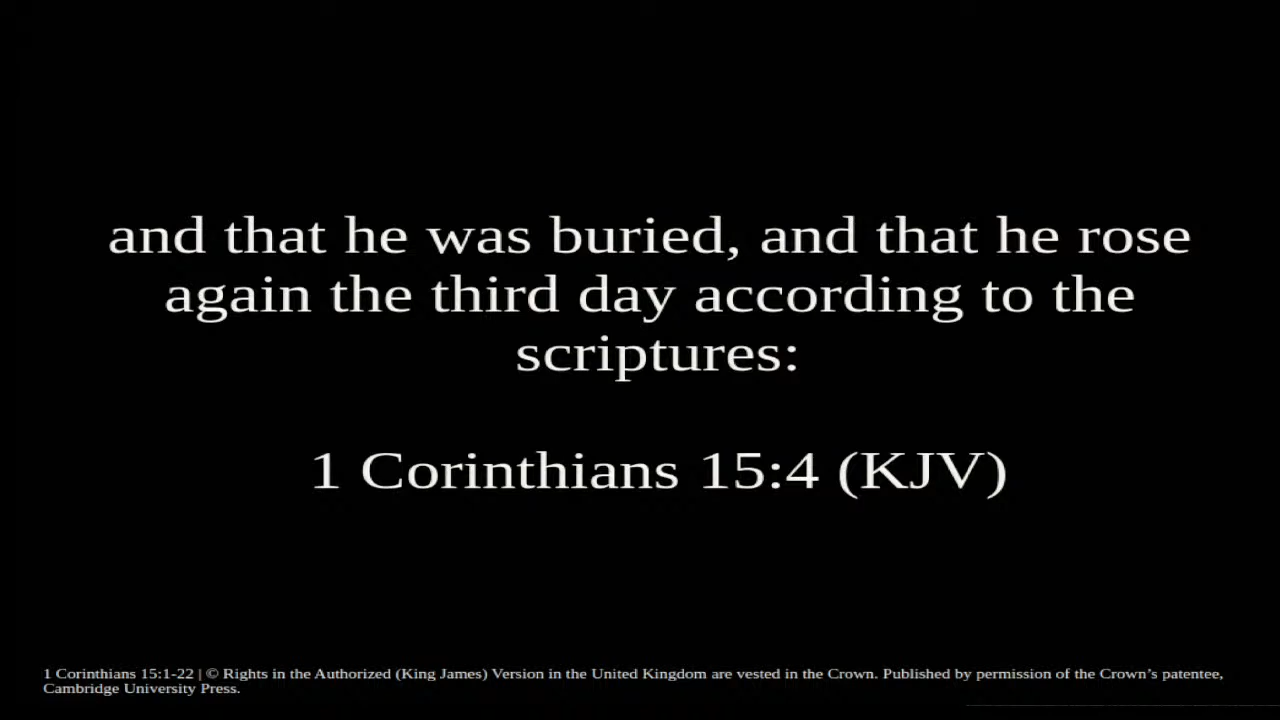 and that he was buried, and that he rose
again the third day according to the
scriptures:
1 Corinthians 15:4 (KJV)
1 Corinthians 15:1-22 | © Rights in the Authorized (King James) Version in the United Kingdom are vested in the Crown. Published by permission of the Crown’s patentee,
Cambridge University Press.